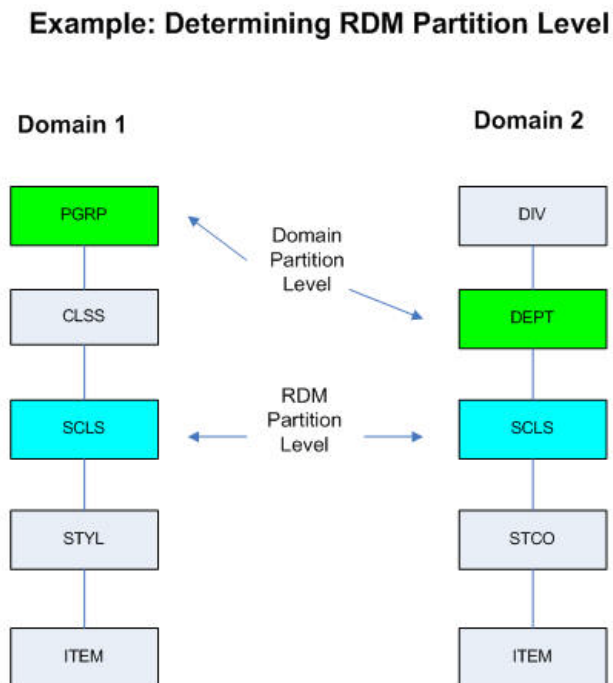 Example: Determining RDM Partition Level
Domain 1
Domain 2
PGRP
DIV
Domain
Partition
Level
CLSS
DEPT
RDM
Partition
Level
SCLS
SCLS
STYL
STCO
ITEM
ITEM